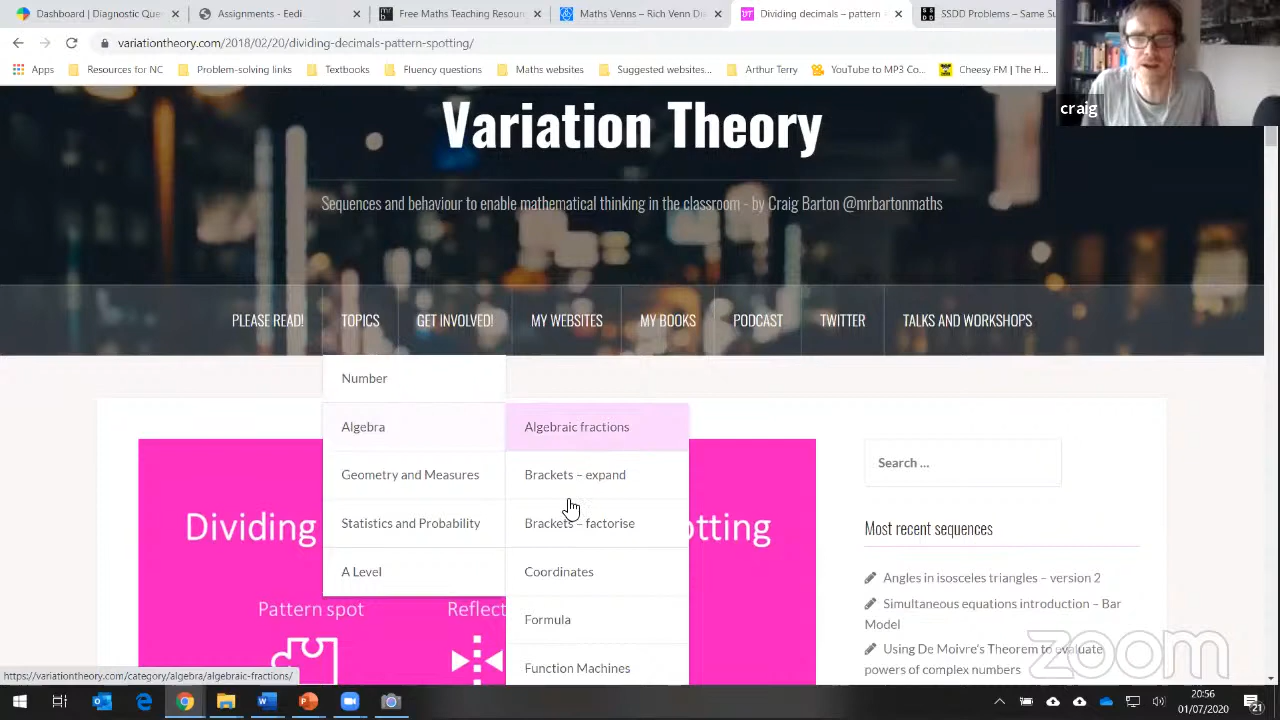 Dashboard | Diagnostic Que
Assignments - Eedi
Free Maths Teaching Resour
Maths Venns – Rich Venn Di
Dividing decimals – pattern
SSDD Problems – Same Su
variationtheory.com/2018/02/20/dividing-decimals-pattern-spotting/
Apps
Resources for NC
Problem-solving links
Textbooks
Fluency questions
Maths websites
Suggested websites...
Arthur Terry
YouTube to MP3 Co...
Cheesy FM | The H...
craig
Variation Theory
Sequences and behaviour to enable mathematical thinking in the classroom - by Craig Barton @mrbartonmaths
PLEASE READ!
TOPICS
GET INVOLVED!
MY WEBSITES
MY BOOKS
PODCAST
TWITTER
TALKS AND WORKSHOPS
Number
Algebra
Algebraic fractions
Geometry and Measures
Brackets – expand
Statistics and Probability
Brackets – factorise
A Level
Coordinates
Formula
Function Machines
Dividing
otting
Pattern spot
Reflect
Search ...
Most recent sequences
Angles in isosceles triangles – version 2
Simultaneous equations introduction – Bar
Model
Using De Moivre's Theorem to evaluate
powers of complex numbers
zoom
https://variationtheory.com/category/algebra/algebraic-fractions/
20:56
01/07/2020
21